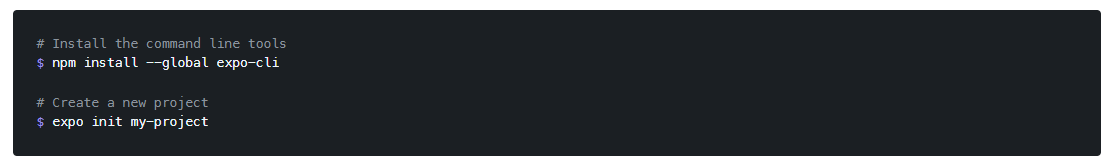 # Install the command line tools
$ npm install --global expo-cli
# Create a new project
$ expo init my-project